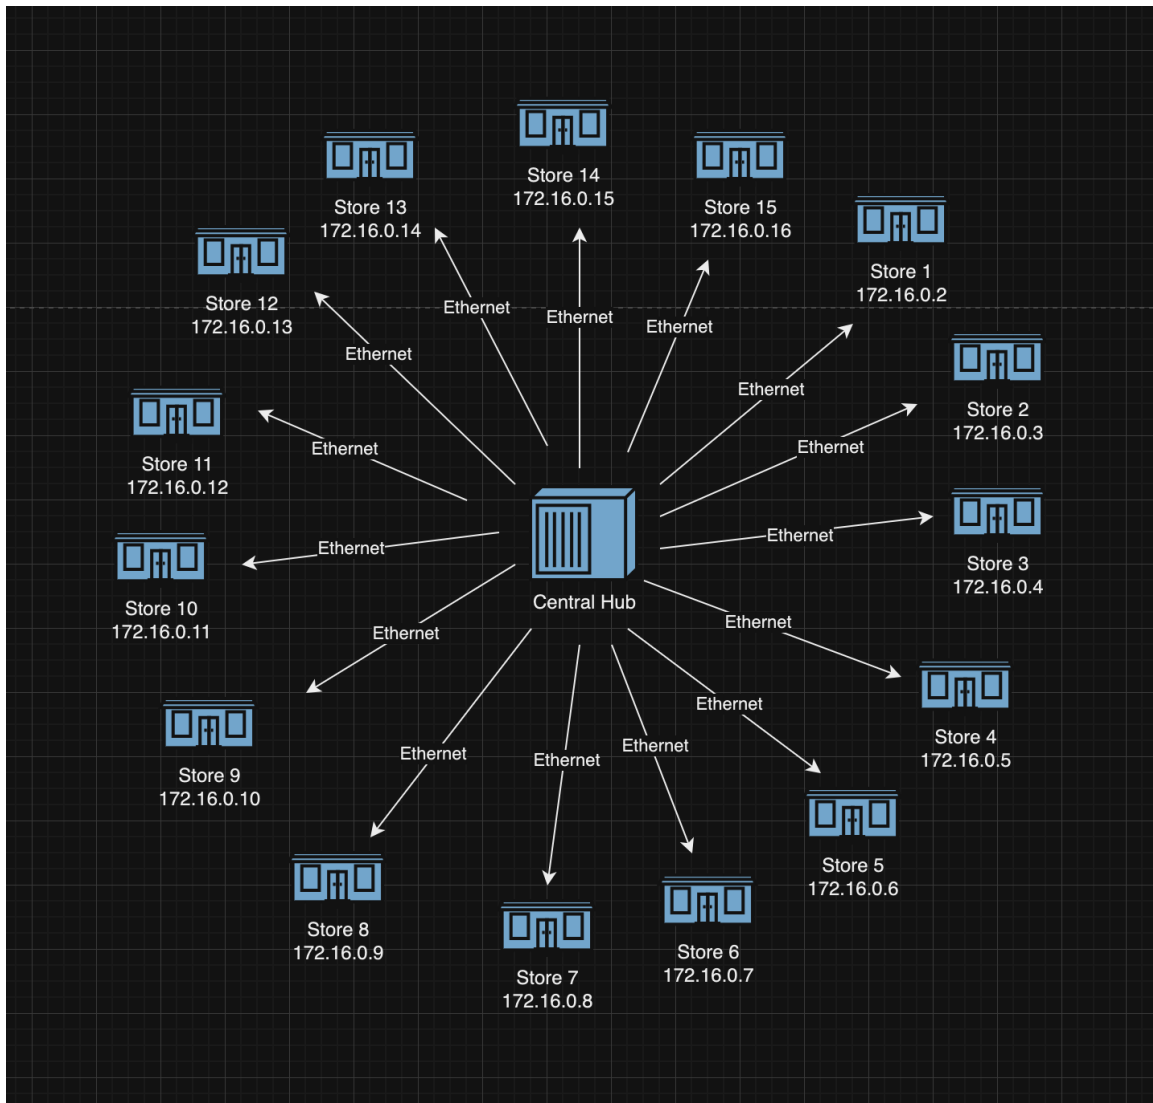 Store 14
172.16.0.15
Store 13
172.16.0.14
Store 15
172.16.0.16
Store 1
172.16.0.2
Store 12
172.16.0.13
Ethernet
Ethernet
Ethernet
Ethernet
Ethernet
Store 2
172.16.0.3
Ethernet
Store 11
172.16.0.12
Ethernet
Ethernet
Ethernet
Ethernet
Store 3
172.16.0.4
Central Hub
Store 10
172.16.0.11
Ethernet
Ethernet
Ethernet
Store 4
172.16.0.5
Ethernet
Ethernet
Ethernet
Store 9
172.16.0.10
Store 5
172.16.0.6
Store 8
172.16.0.9
Store 6
172.16.0.7
Store 7
172.16.0.8